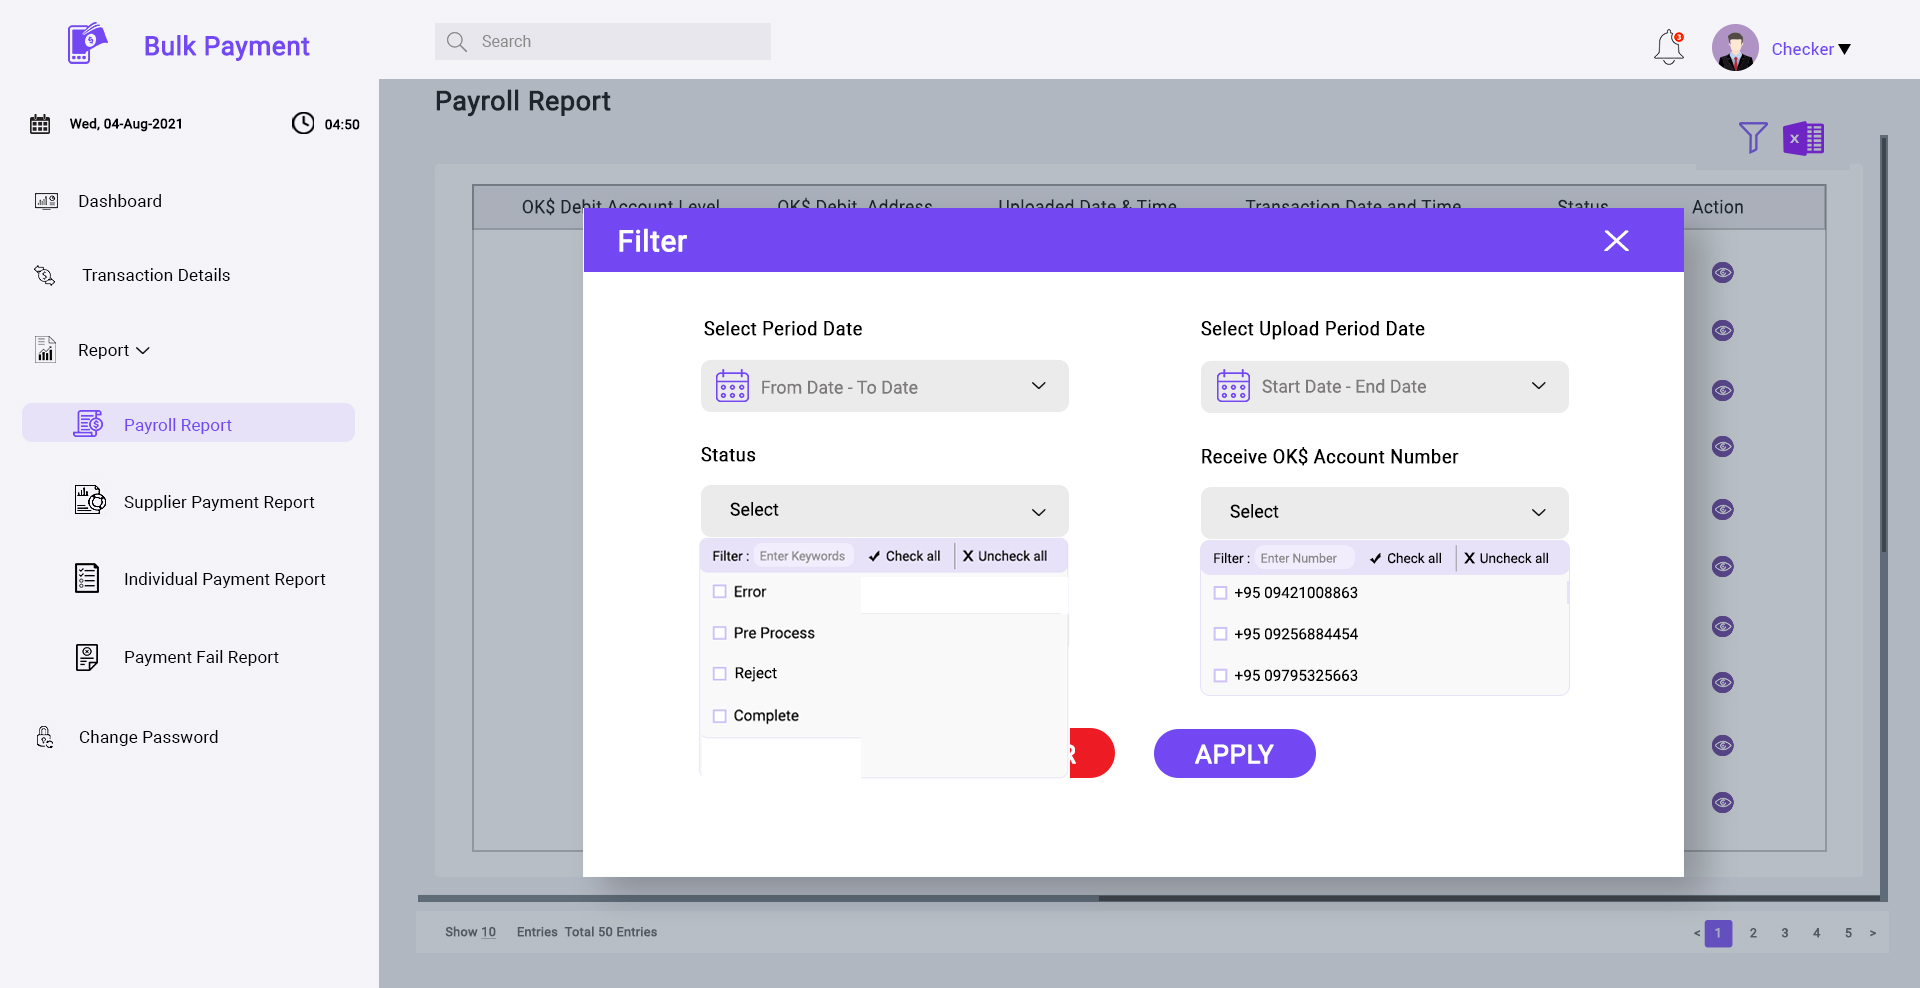 Bulk Payment
Search
3
Checker
Wed, 04-Aug-2021
04:50
Payroll Report
Dashboard
Transaction Details
Report
Payroll Report
Supplier Payment Report
Individual Payment Report
Payment Fail Report
Change Password
OK$ Debit Account Level
OK$ Debit Address
Uploaded Date & Time
Transaction Date and Time
Status
Action
Filter
Select Period Date
Select Upload Period Date
From Date - To Date
Start Date - End Date
Status
Receive OK$ Account Number
Select
Select
Filter : Enter Keywords Check all Uncheck all
Filter : Enter Number Check all Uncheck all
Error
Pre Process
Reject
Complete
+95 09421008863
+95 09256884454
+95 09795325663
R
APPLY
Show 10 Entries Total 50 Entries
< 1 2 3 4 5 >